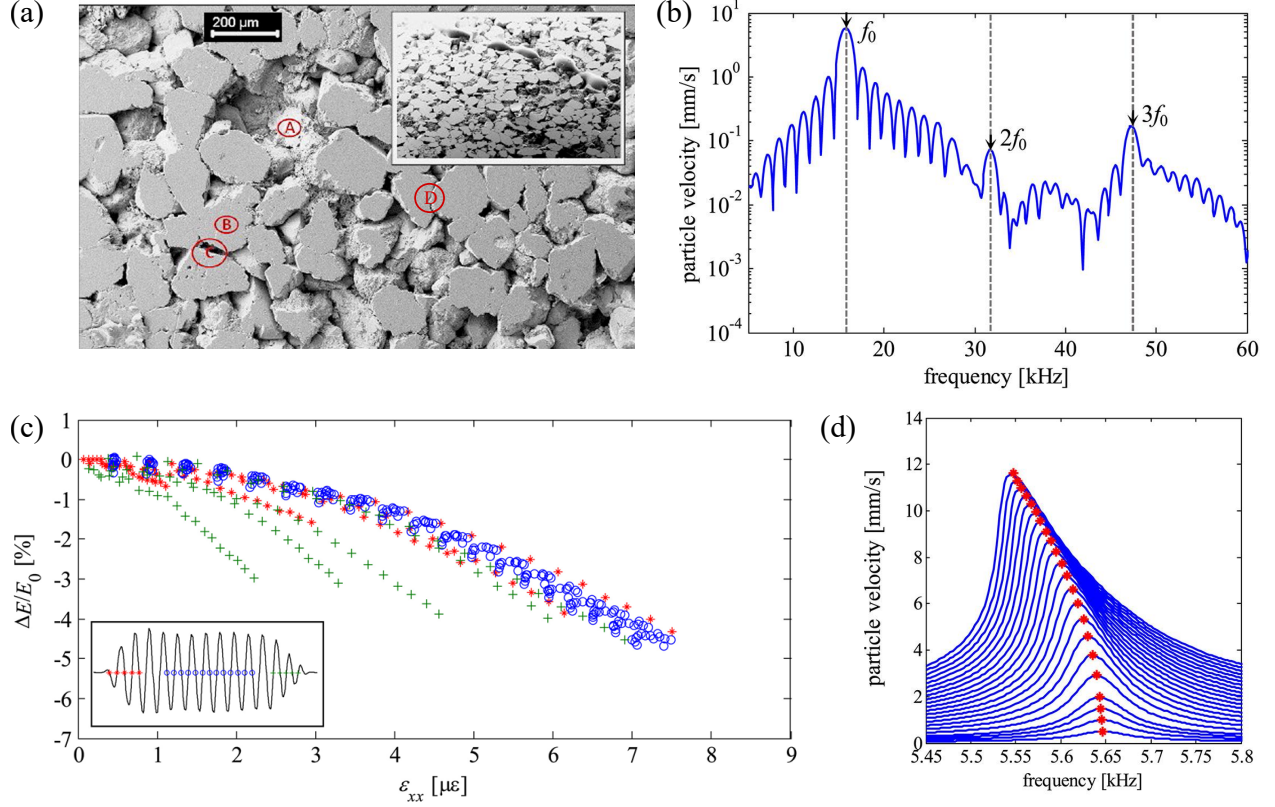 (a)
200 µm
A
B
C
D
(b)
10¹
10⁰
10⁻¹
10⁻²
10⁻³
10⁻⁴
particle velocity [mm/s]
f₀
2f₀
3f₀
10 20 30 40 50 60
frequency [kHz]
(c)
1
0
-1
-2
-3
-4
-5
-6
-7
ΔE/E₀ [%]
0 1 2 3 4 5 6 7 8 9
εₓₓ [µε]
(d)
14
12
10
8
6
4
2
0
particle velocity [mm/s]
5.45 5.5 5.55 5.6 5.65 5.7 5.75 5.8
frequency [kHz]